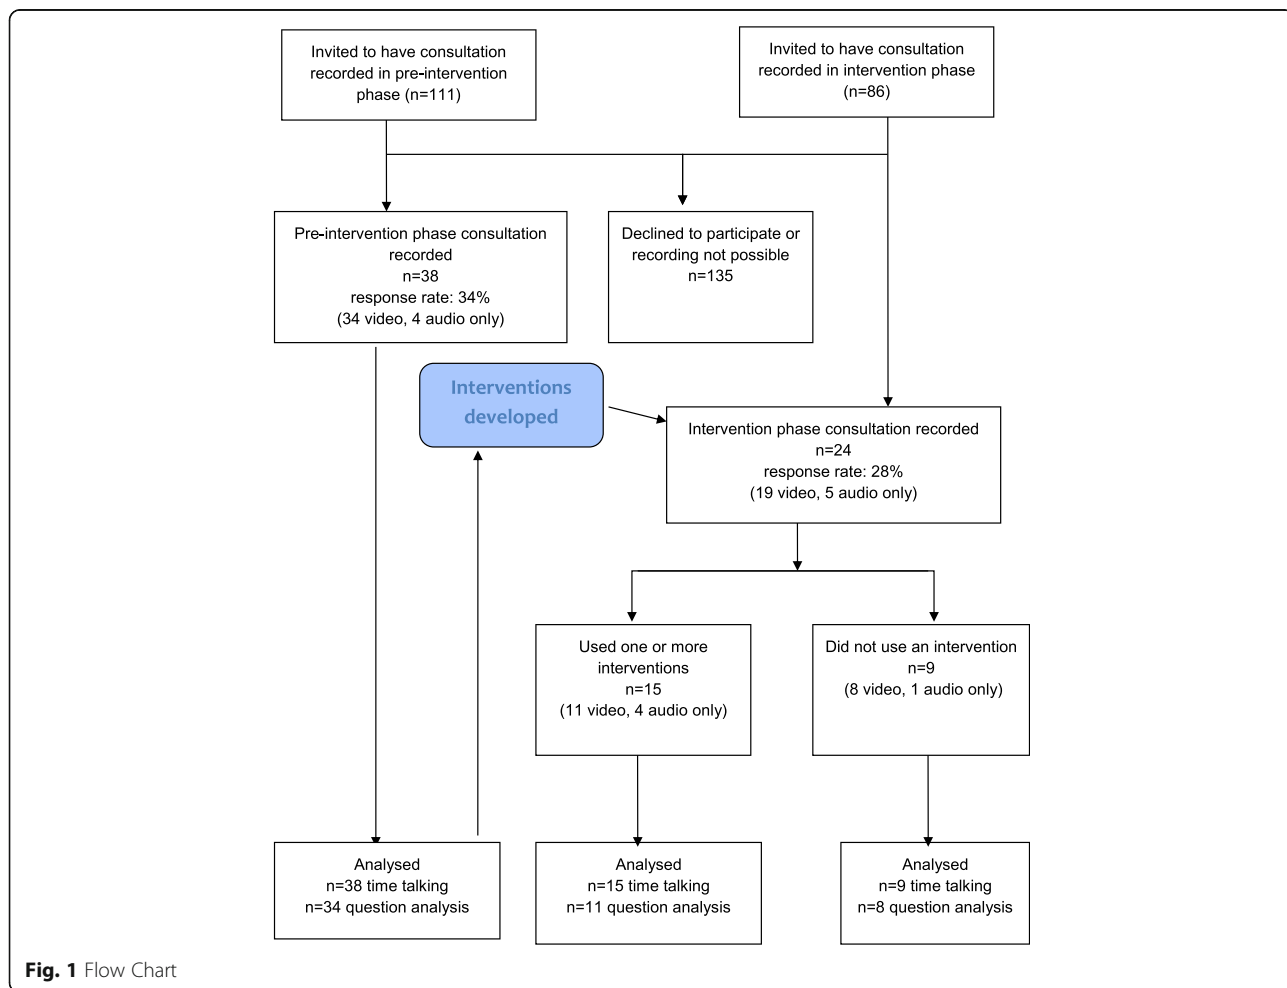 Invited to have consultation
recorded in pre-intervention
phase (n=111)
Invited to have consultation
recorded in intervention phase
(n=86)
Pre-intervention phase consultation
recorded
n=38
response rate: 34%
(34 video, 4 audio only)
Declined to participate or
recording not possible
n=135
Interventions
developed
Intervention phase consultation recorded
n=24
response rate: 28%
(19 video, 5 audio only)
Used one or more
interventions
n=15
(11 video, 4 audio only)
Did not use an intervention
n=9
(8 video, 1 audio only)
Analysed
n=38 time talking
n=34 question analysis
Analysed
n=15 time talking
n=11 question analysis
Analysed
n=9 time talking
n=8 question analysis
Fig. 1 Flow Chart